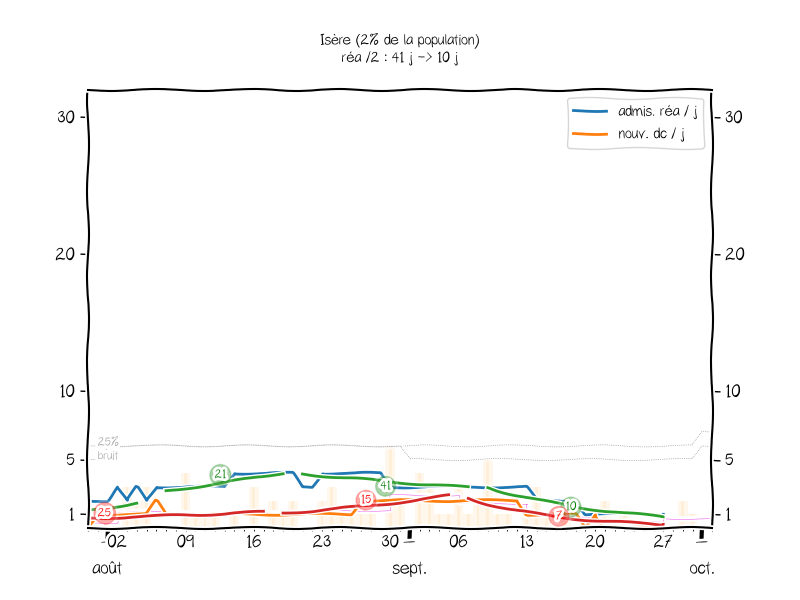 Isère (2% de la population)
réa /2 : 41 j -> 10 j
admis. réa / j
nouv. dc / j
30
30
20
20
10
10
25%
bruit
5
5
21
41
25
15
10
7
1
1
02 09 16 23 30 06 13 20 27
août sept. oct.